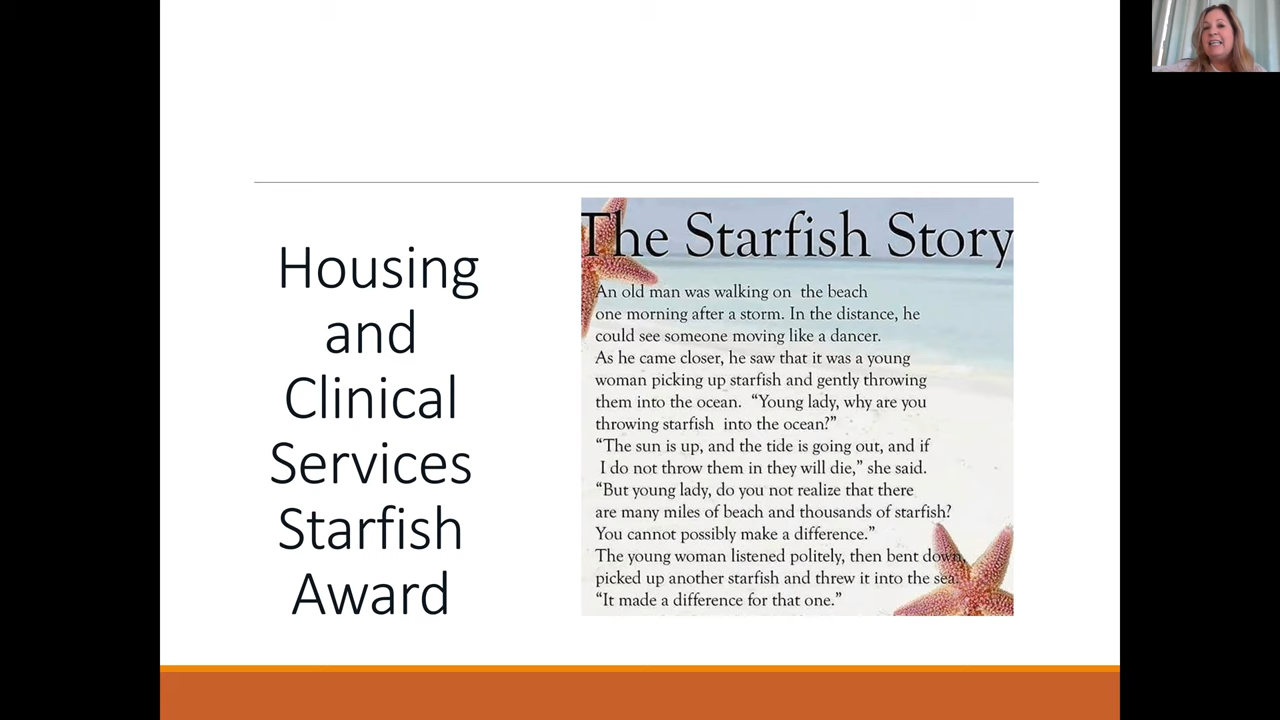 Housing
and
Clinical
Services
Starfish
Award
The Starfish Story
An old man was walking on the beach
one morning after a storm. In the distance, he
could see someone moving like a dancer.
As he came closer, he saw that it was a young
woman picking up starfish and gently throwing
them into the ocean. “Young lady, why are you
throwing starfish into the ocean?”
“The sun is up, and the tide is going out, and if
I do not throw them in they will die,” she said.
“But young lady, do you not realize that there
are many miles of beach and thousands of starfish?
You cannot possibly make a difference.”
The young woman listened politely, then bent down,
picked up another starfish and threw it into the sea.
“It made a difference for that one.”